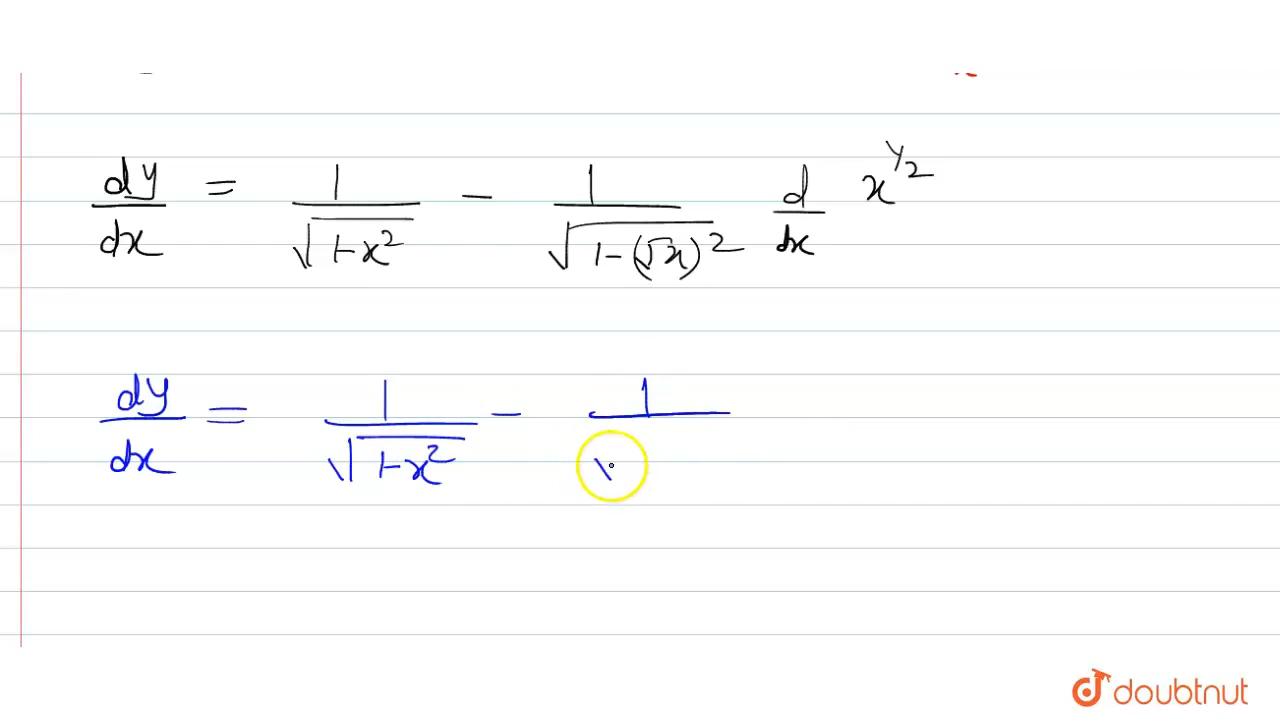 dy/dx = 1/√(1-x²) - 1/√(1-(√x)²) d/dx x^1/2
dy/dx = 1/√(1-x²) - 1/√
doubtnut